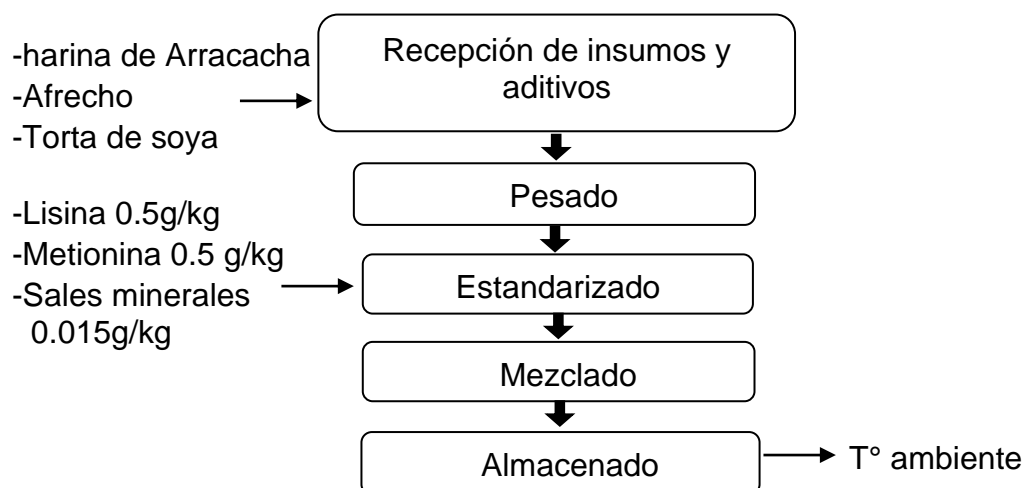 -harina de Arracacha
-Afrecho
-Torta de soya
Recepción de insumos y
aditivos
Pesado
-Lisina 0.5g/kg
-Metionina 0.5 g/kg
-Sales minerales
0.015g/kg
Estandarizado
Mezclado
Almacenado
T° ambiente